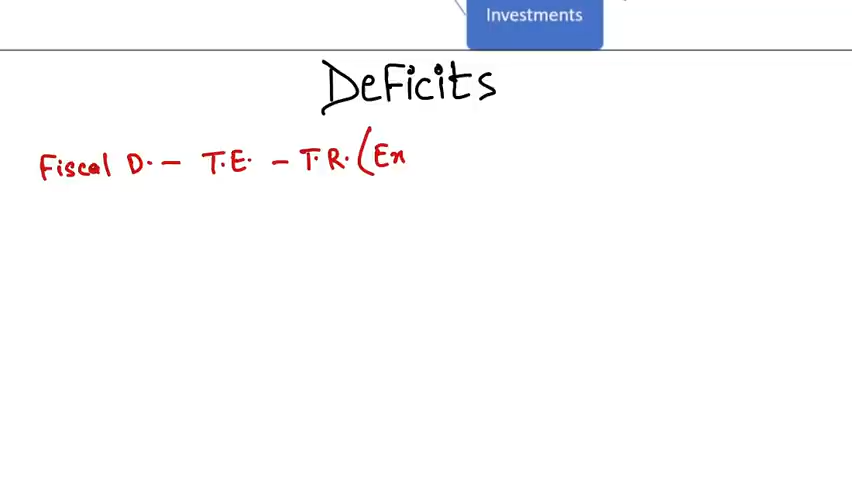 Investments
Deficits
Fiscal D. - T.E. - T.R. (Ex